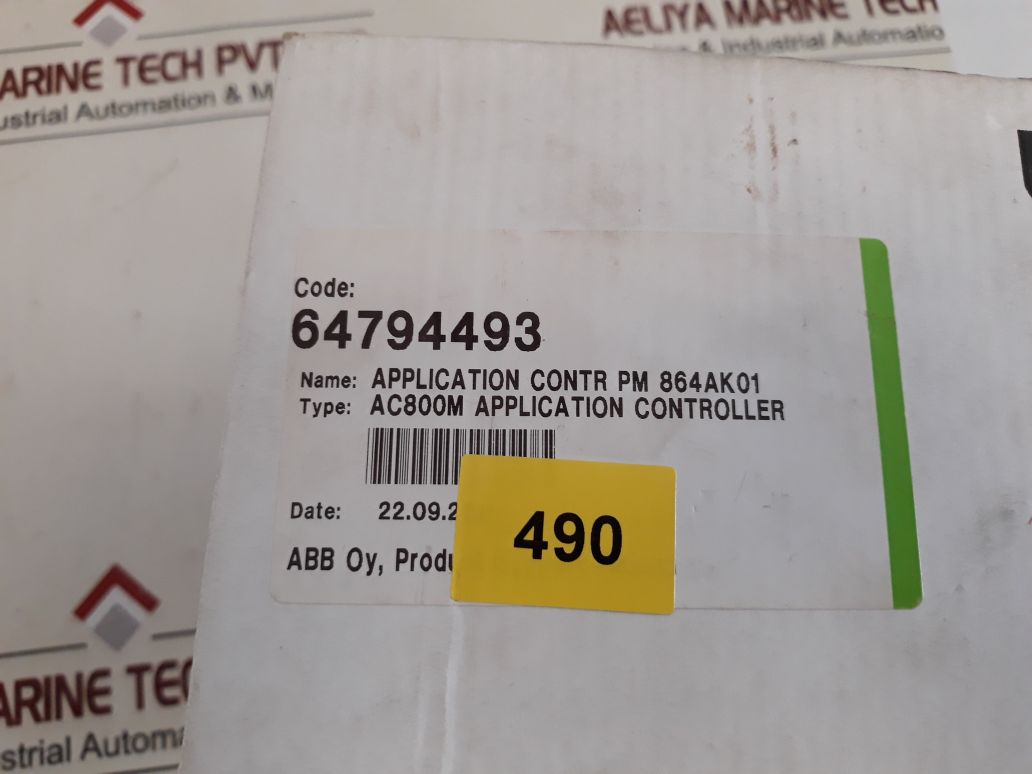 AELIYA MARINE TECH
& Industrial Automatio
ARINE TECH PVT
ustrial Automation & M
Code:
64794493
Name: APPLICATION CONTR PM 864AK01
Type: AC800M APPLICATION CONTROLLER
Date: 22.09.2
490
ABB Oy, Produ
ARINE TEC
ustrial Automa